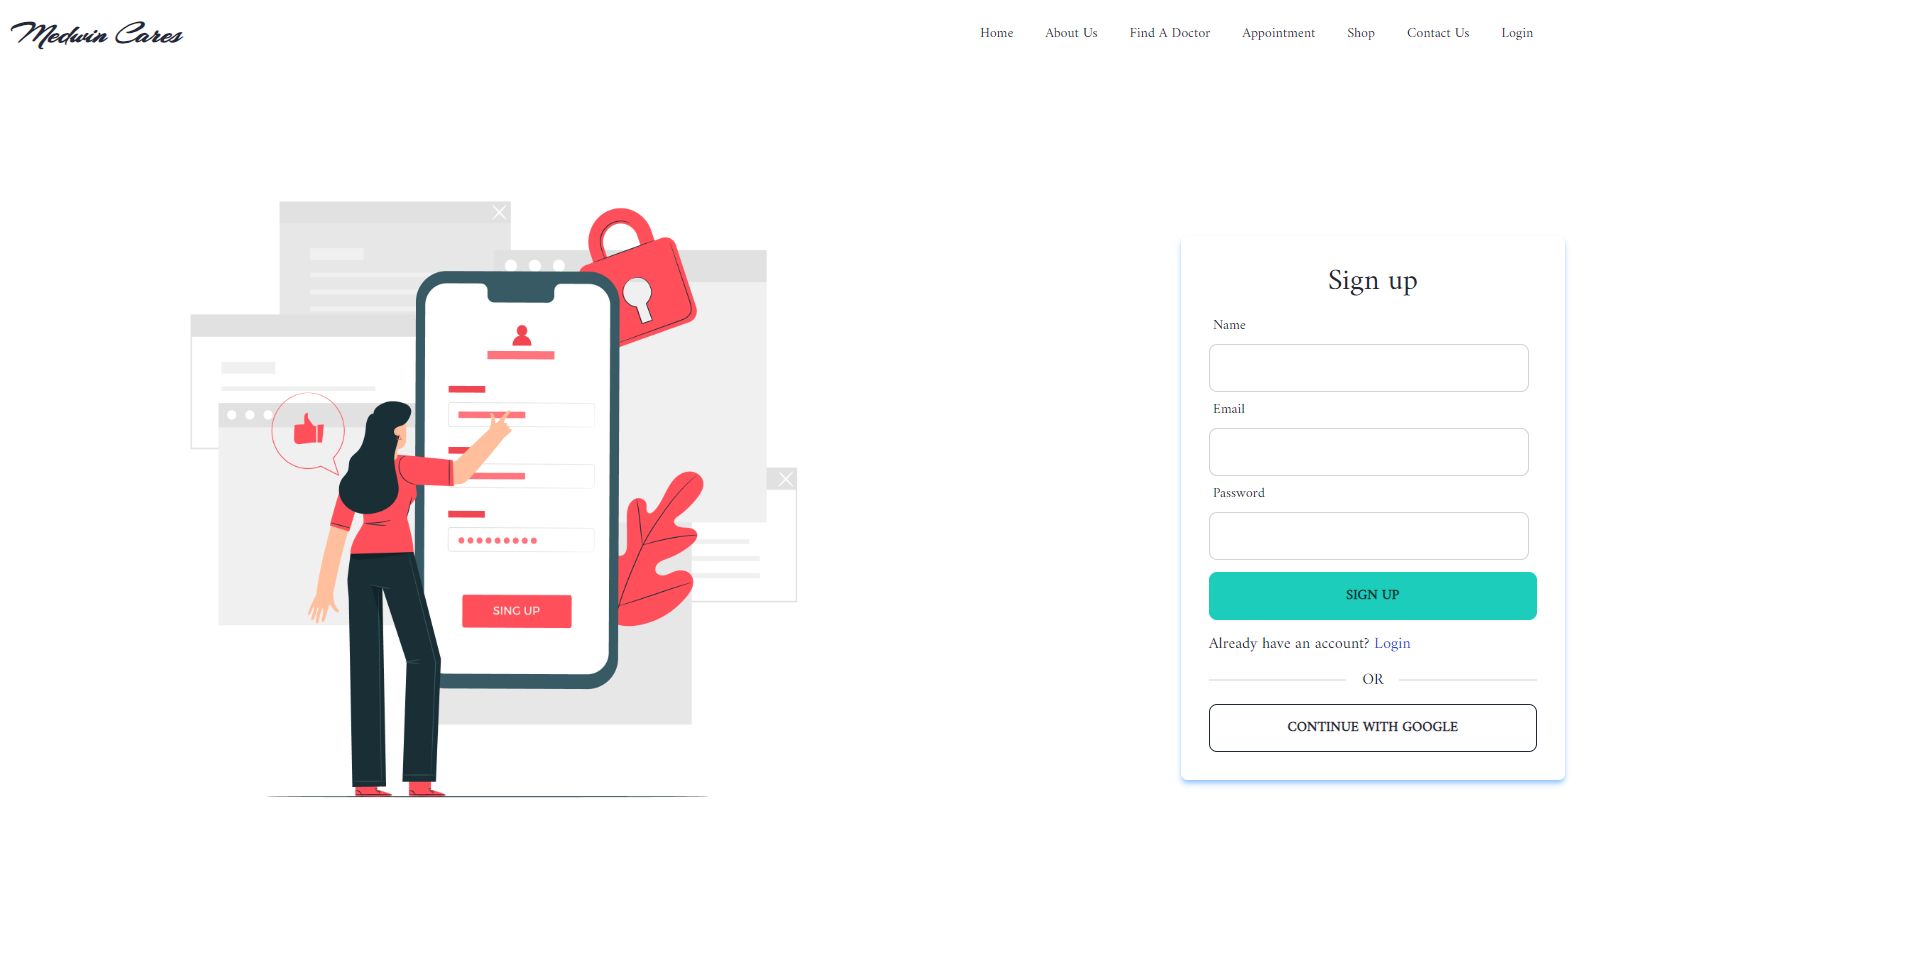 Medwin Cares
Home About Us Find A Doctor Appointment Shop Contact Us Login
SING UP
Sign up
Name
Email
Password
SIGN UP
Already have an account? Login
OR
CONTINUE WITH GOOGLE